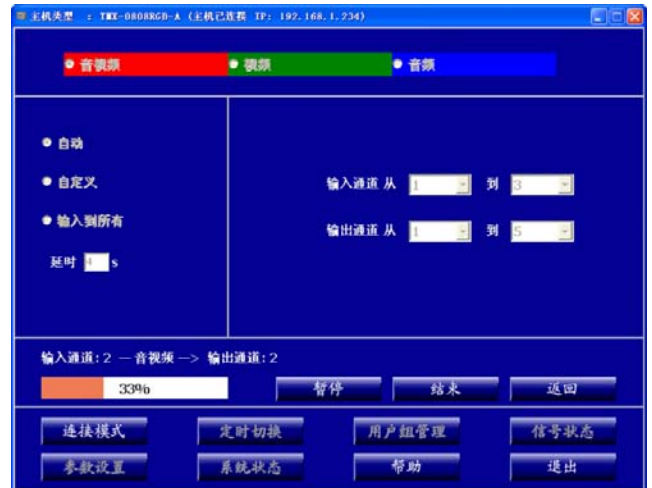 主机类型 : TMX-0808RGB-A (主机已连接 IP: 192.168.1.234)
音视频 视频 音频
自动
自定义
输入通道 从 1 到 3
输入到所有
输出通道 从 1 到 5
延时 4 s
输入通道: 2 — 音视频 —> 输出通道: 2
33% 暂停 结束 返回
连接模式 定时切换 用户组管理 信号状态
参数设置 系统状态 帮助 退出